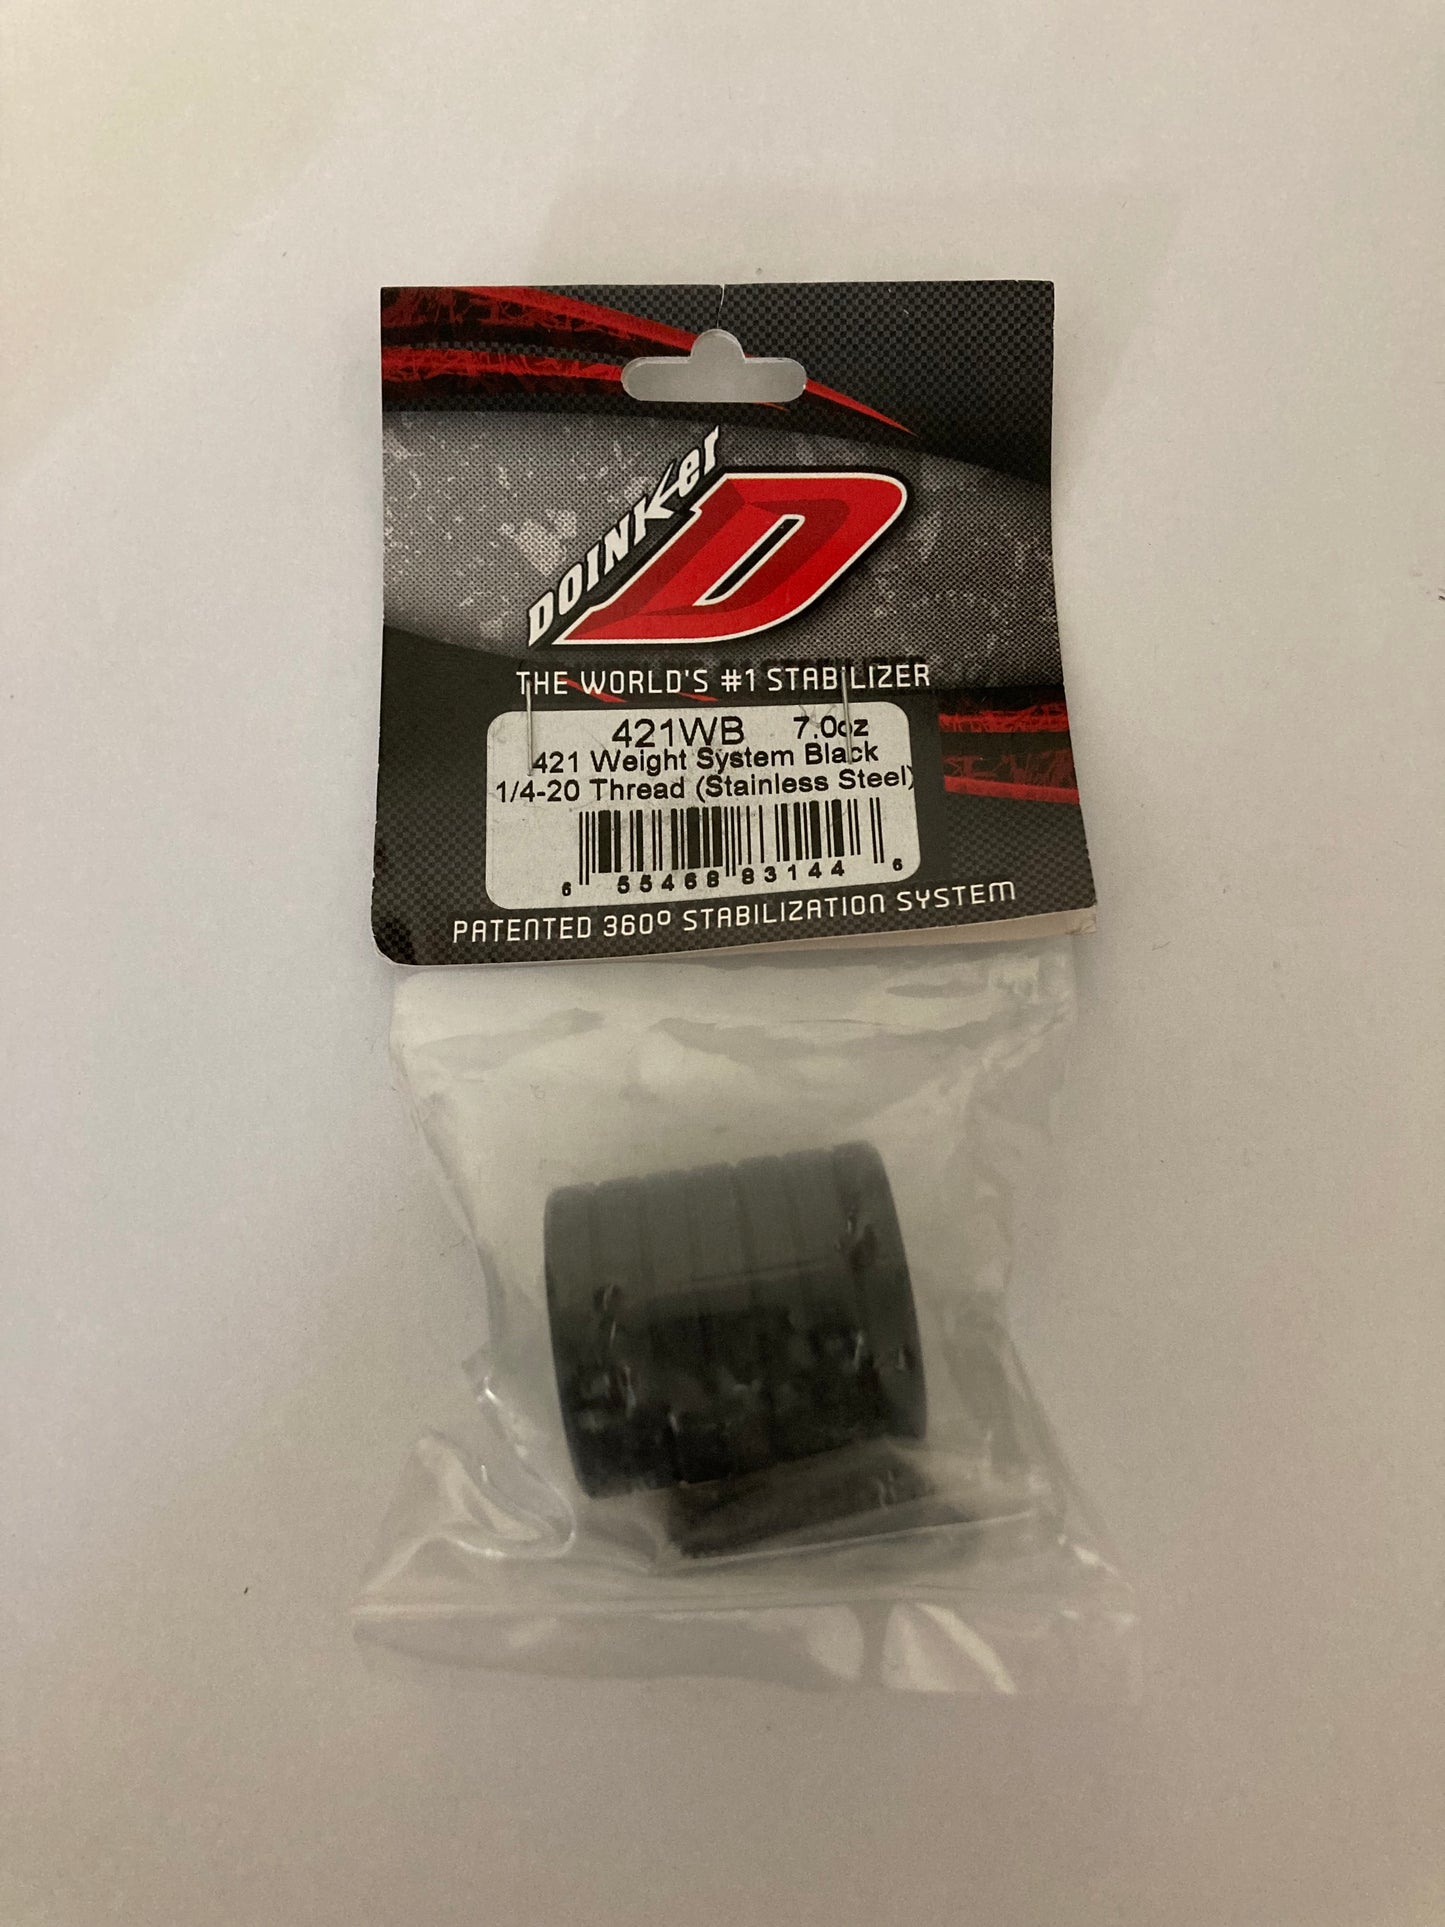 DOINKer
D
THE WORLD'S #1 STABILIZER
421WB 7.0oz
421 Weight System Black
1/4-20 Thread (Stainless Steel)
6 55468 83144 6
PATENTED 360º STABILIZATION SYSTEM